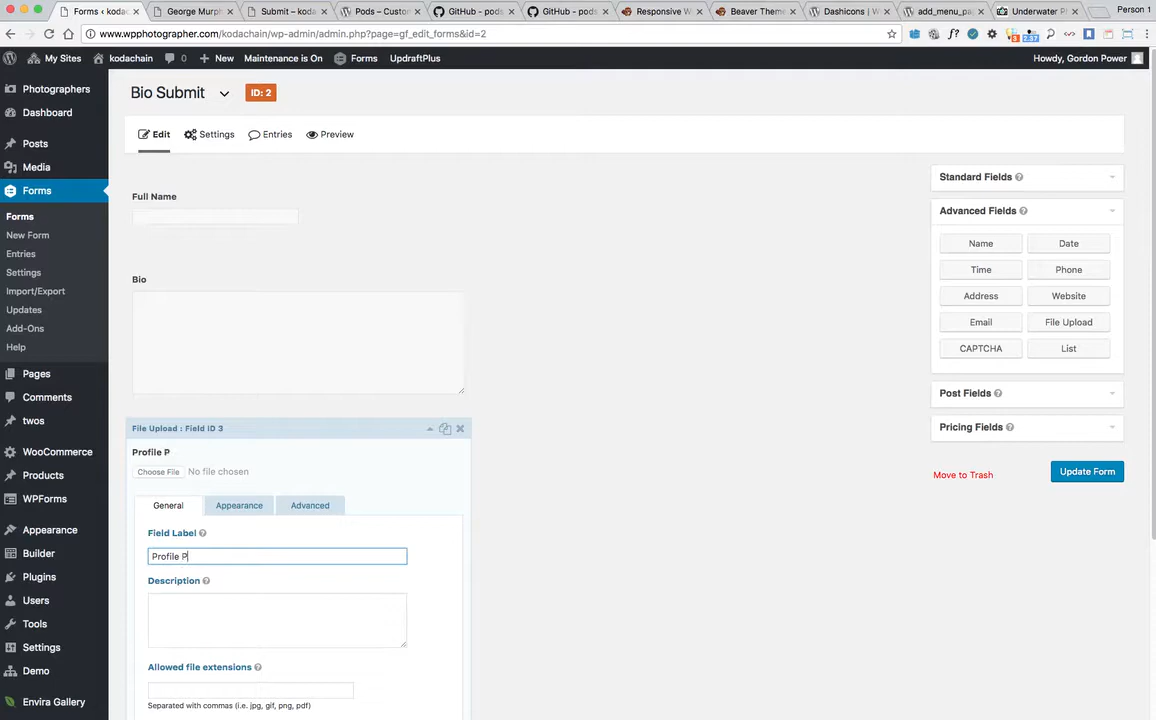 Forms < kodac
George Murph
Submit – koda
Pods – Custom
GitHub - pods
GitHub - pods
Responsive W
Beaver Theme
Dashicons | W
add_menu_pa
Underwater P
Person 1
www.wpphotographer.com/kodachain/wp-admin/admin.php?page=gf_edit_forms&id=2
My Sites
kodachain
0
New
Maintenance is On
Forms
UpdraftPlus
Howdy, Gordon Power
Photographers
Dashboard
Posts
Media
Forms
Forms
New Form
Entries
Settings
Import/Export
Updates
Add-Ons
Help
Pages
Comments
twos
WooCommerce
Products
WPForms
Appearance
Builder
Plugins
Users
Tools
Settings
Demo
Envira Gallery
Bio Submit
ID: 2
Edit
Settings
Entries
Preview
Full Name
Bio
File Upload : Field ID 3
Profile P
Choose File No file chosen
General
Appearance
Advanced
Field Label
Profile P
Description
Allowed file extensions
Separated with commas (i.e. jpg, gif, png, pdf)
Standard Fields
Advanced Fields
Name
Date
Time
Phone
Address
Website
Email
File Upload
CAPTCHA
List
Post Fields
Pricing Fields
Move to Trash
Update Form